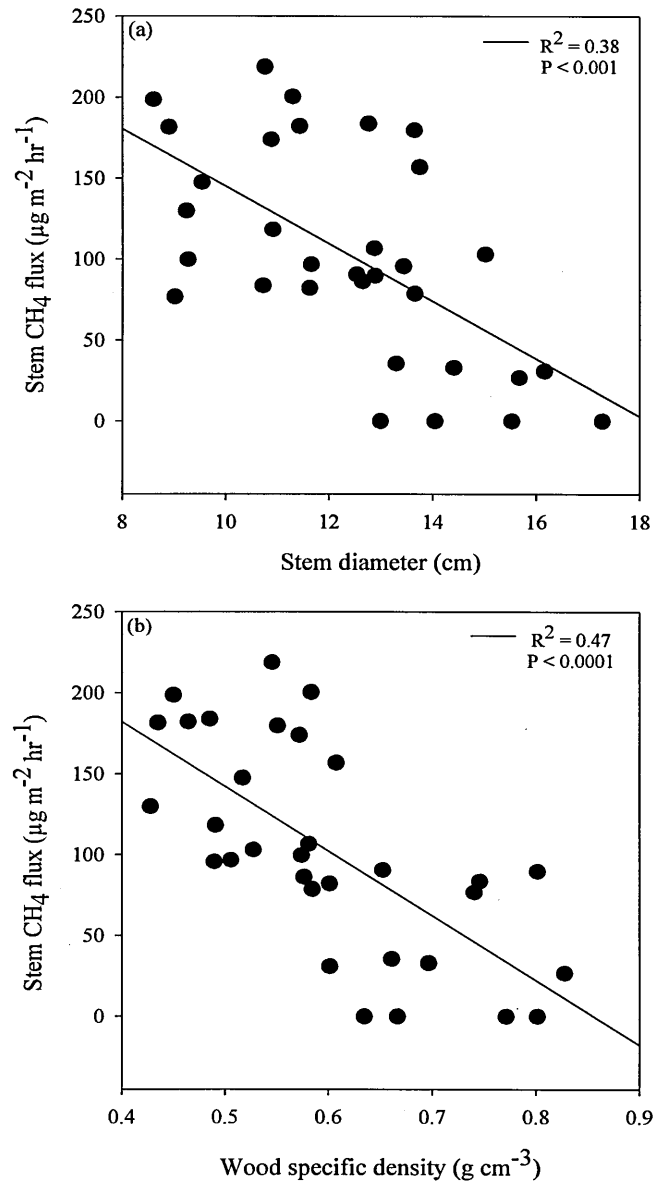 (a)
R² = 0.38
P < 0.001
250
200
150
100
50
0
Stem CH₄ flux (µg m⁻² hr⁻¹)
8 10 12 14 16 18
Stem diameter (cm)
(b)
R² = 0.47
P < 0.0001
250
200
150
100
50
0
Stem CH₄ flux (µg m⁻² hr⁻¹)
0.4 0.5 0.6 0.7 0.8 0.9
Wood specific density (g cm⁻³)